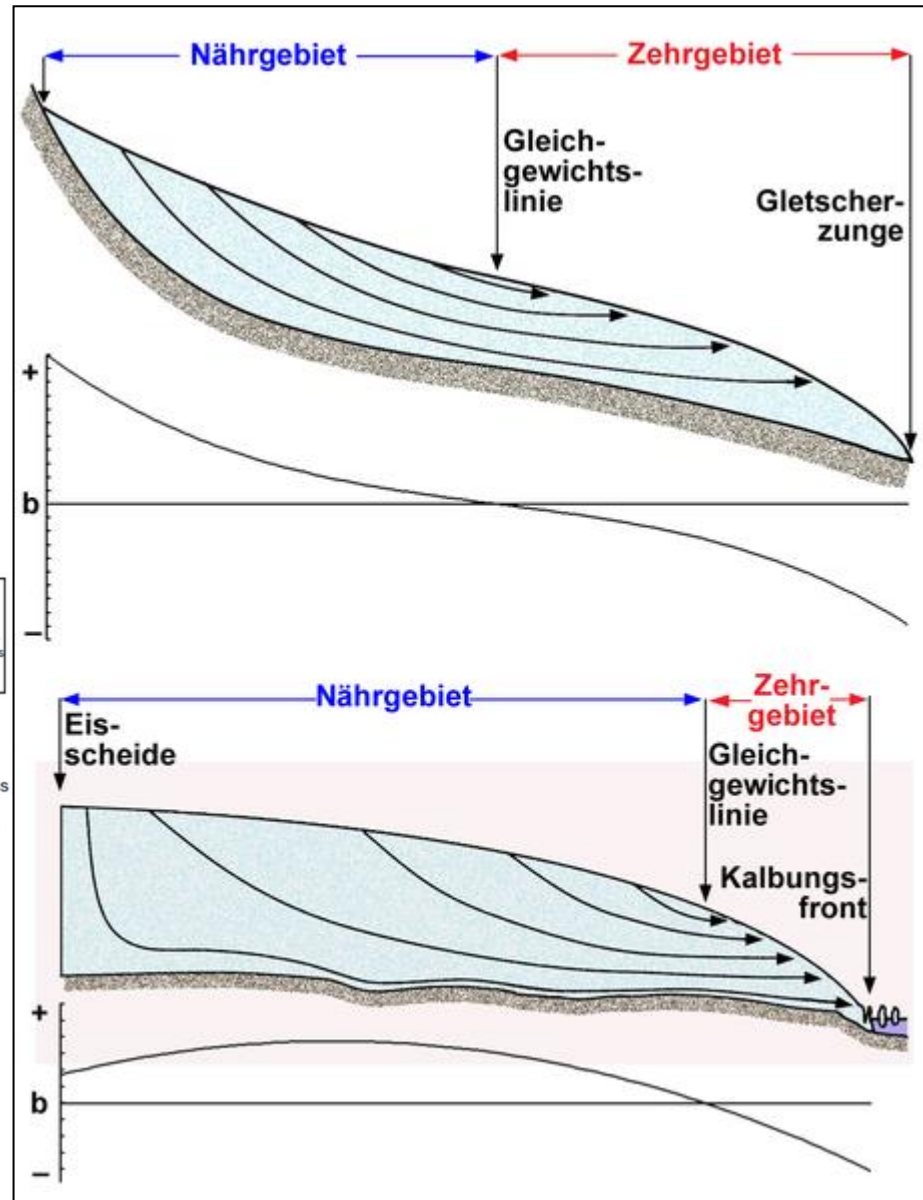 Nährgebiet
Zehrgebiet
Gleich-
gewichts-
linie
Gletscher-
zunge
+
b
–
Nährgebiet
Zehr-
gebiet
Eis-
scheide
Gleich-
gewichts-
linie
Kalbungs-
front
+
b
–
s
s